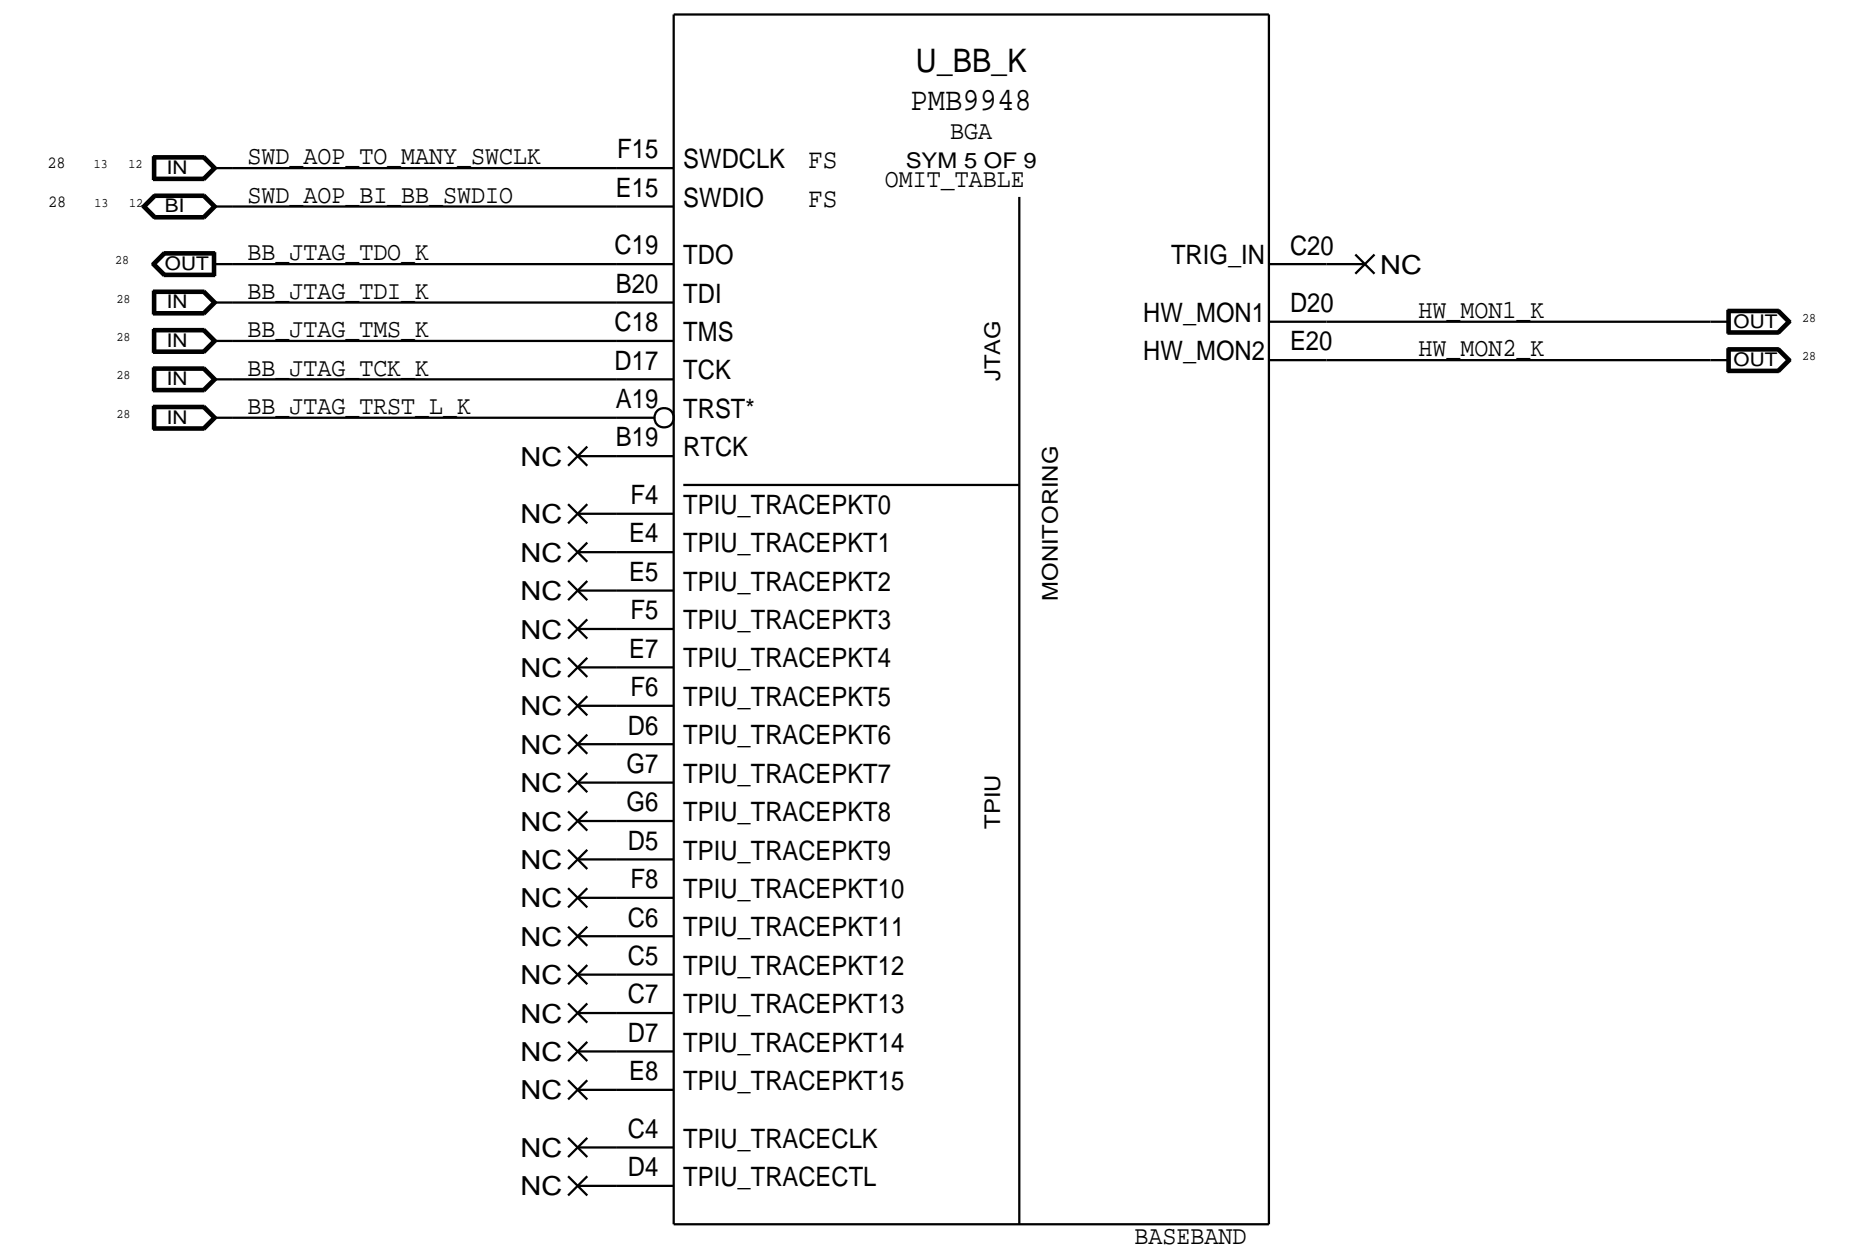 U_BB_K
PMB9948
BGA
SYM 5 OF 9
OMIT_TABLE
28 13 12 IN SWD_AOP_TO_MANY_SWCLK F15 SWDCLK FS
28 13 12 BI SWD_AOP_BI_BB_SWDIO E15 SWDIO FS
28 OUT BB_JTAG_TDO_K C19 TDO
28 IN BB_JTAG_TDI_K B20 TDI
28 IN BB_JTAG_TMS_K C18 TMS
28 IN BB_JTAG_TCK_K D17 TCK
28 IN BB_JTAG_TRST_L_K A19 TRST*
NC B19 RTCK
JTAG
NC F4 TPIU_TRACEPKT0
NC E4 TPIU_TRACEPKT1
NC E5 TPIU_TRACEPKT2
NC F5 TPIU_TRACEPKT3
NC E7 TPIU_TRACEPKT4
NC F6 TPIU_TRACEPKT5
NC D6 TPIU_TRACEPKT6
NC G7 TPIU_TRACEPKT7
NC G6 TPIU_TRACEPKT8
NC D5 TPIU_TRACEPKT9
NC F8 TPIU_TRACEPKT10
NC C6 TPIU_TRACEPKT11
NC C5 TPIU_TRACEPKT12
NC C7 TPIU_TRACEPKT13
NC D7 TPIU_TRACEPKT14
NC E8 TPIU_TRACEPKT15
NC C4 TPIU_TRACECLK
NC D4 TPIU_TRACECTL
TPIU
MONITORING
TRIG_IN C20 NC
HW_MON1 D20 HW_MON1_K OUT 28
HW_MON2 E20 HW_MON2_K OUT 28
BASEBAND